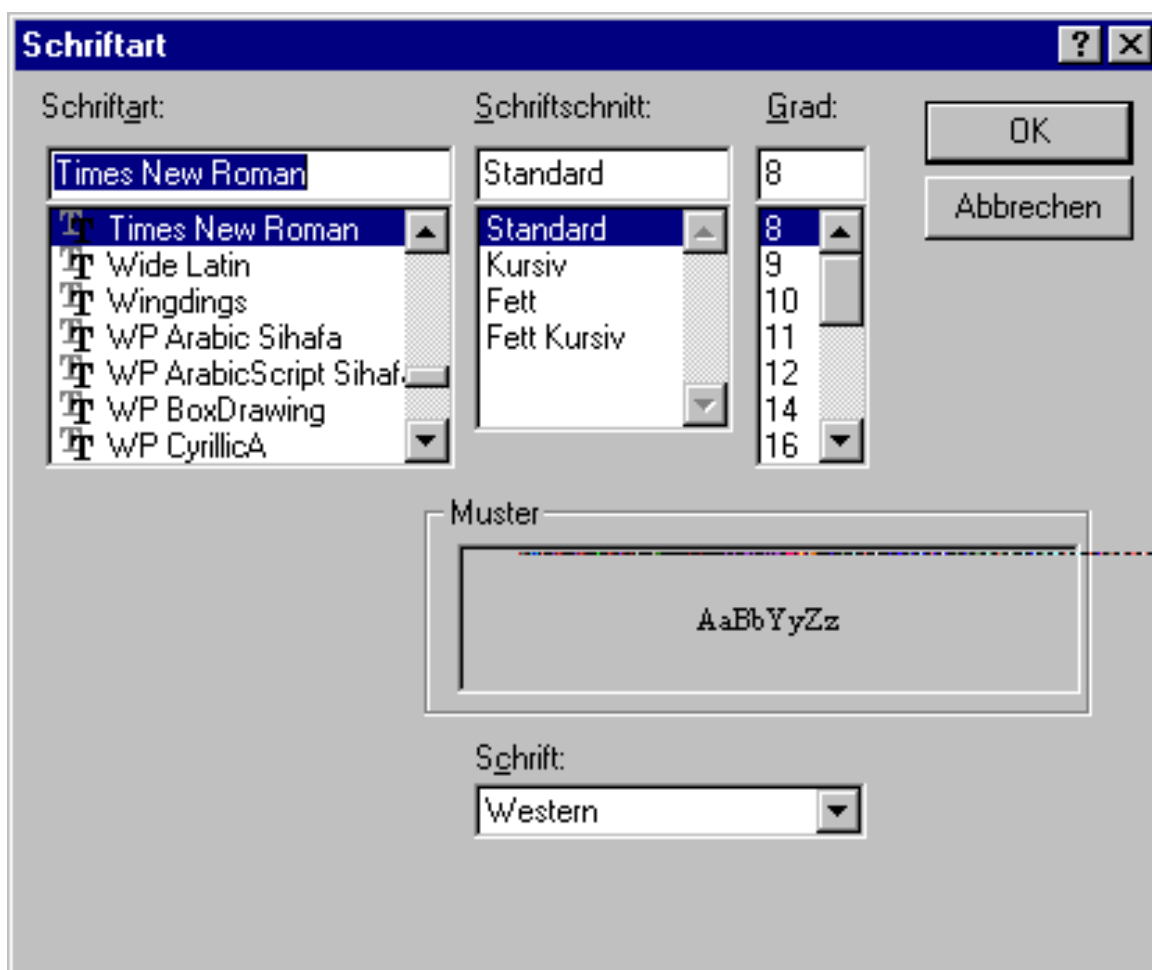 Schriftart
Schriftart:
Times New Roman
Times New Roman
Wide Latin
Wingdings
WP Arabic Sihafa
WP ArabicScript Sihaf
WP BoxDrawing
WP CyrillicA
Schriftschnitt:
Standard
Standard
Kursiv
Fett
Fett Kursiv
Grad:
8
8
9
10
11
12
14
16
OK
Abbrechen
Muster
AaBbYyZz
Schrift:
Western